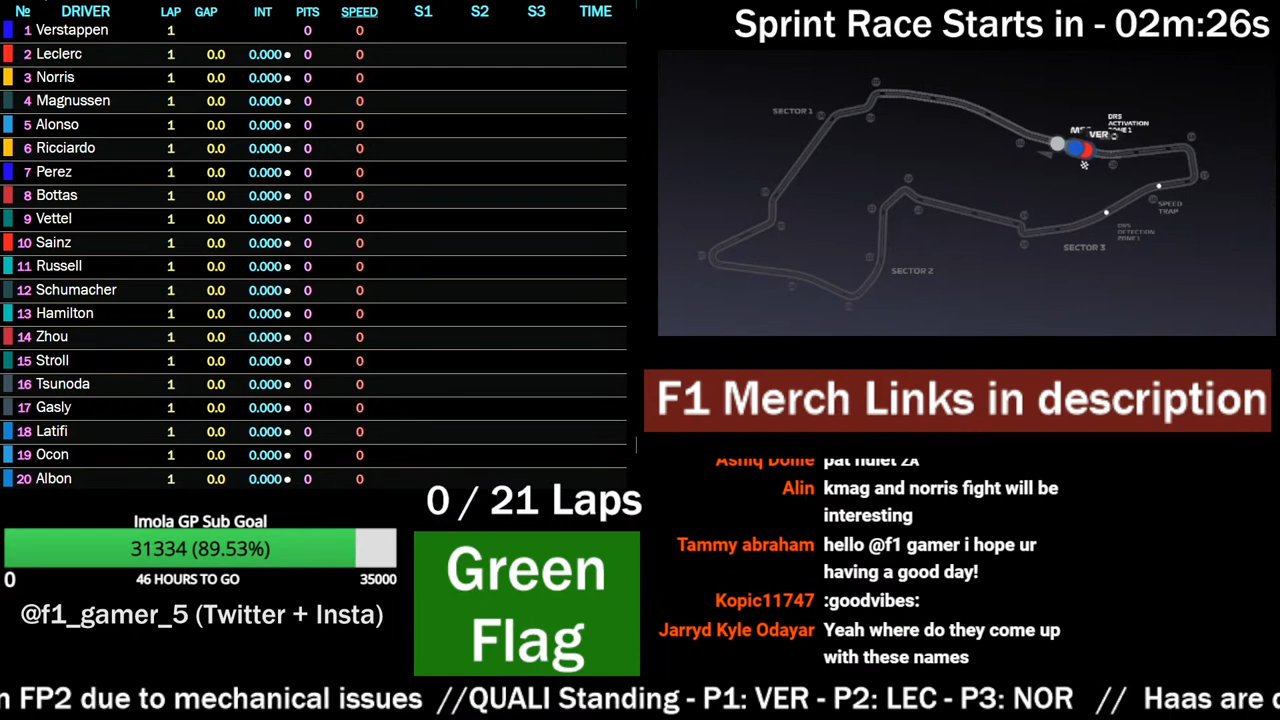 № DRIVER LAP GAP INT PITS SPEED S1 S2 S3 TIME
1 Verstappen 1 0 0
2 Leclerc 1 0.0 0.000 0 0
3 Norris 1 0.0 0.000 0 0
4 Magnussen 1 0.0 0.000 0 0
5 Alonso 1 0.0 0.000 0 0
6 Ricciardo 1 0.0 0.000 0 0
7 Perez 1 0.0 0.000 0 0
8 Bottas 1 0.0 0.000 0 0
9 Vettel 1 0.0 0.000 0 0
10 Sainz 1 0.0 0.000 0 0
11 Russell 1 0.0 0.000 0 0
12 Schumacher 1 0.0 0.000 0 0
13 Hamilton 1 0.0 0.000 0 0
14 Zhou 1 0.0 0.000 0 0
15 Stroll 1 0.0 0.000 0 0
16 Tsunoda 1 0.0 0.000 0 0
17 Gasly 1 0.0 0.000 0 0
18 Latifi 1 0.0 0.000 0 0
19 Ocon 1 0.0 0.000 0 0
20 Albon 1 0.0 0.000 0 0
Imola GP Sub Goal
31334 (89.53%)
0 46 HOURS TO GO 35000
@f1_gamer_5 (Twitter + Insta)
0 / 21 Laps
Green
Flag
Sprint Race Starts in - 02m:26s
SECTOR 1
DRS
ACTIVATION
ZONE 1
VER
SPEED
TRAP
DRS
DETECTION
ZONE 1
SECTOR 3
SECTOR 2
F1 Merch Links in description
Alin kmag and norris fight will be
interesting
Tammy abraham hello @f1 gamer i hope ur
having a good day!
Kopic11747 :goodvibes:
Jarryd Kyle Odayar Yeah where do they come up
with these names
FP2 due to mechanical issues //QUALI Standing - P1: VER - P2: LEC - P3: NOR // Haas are